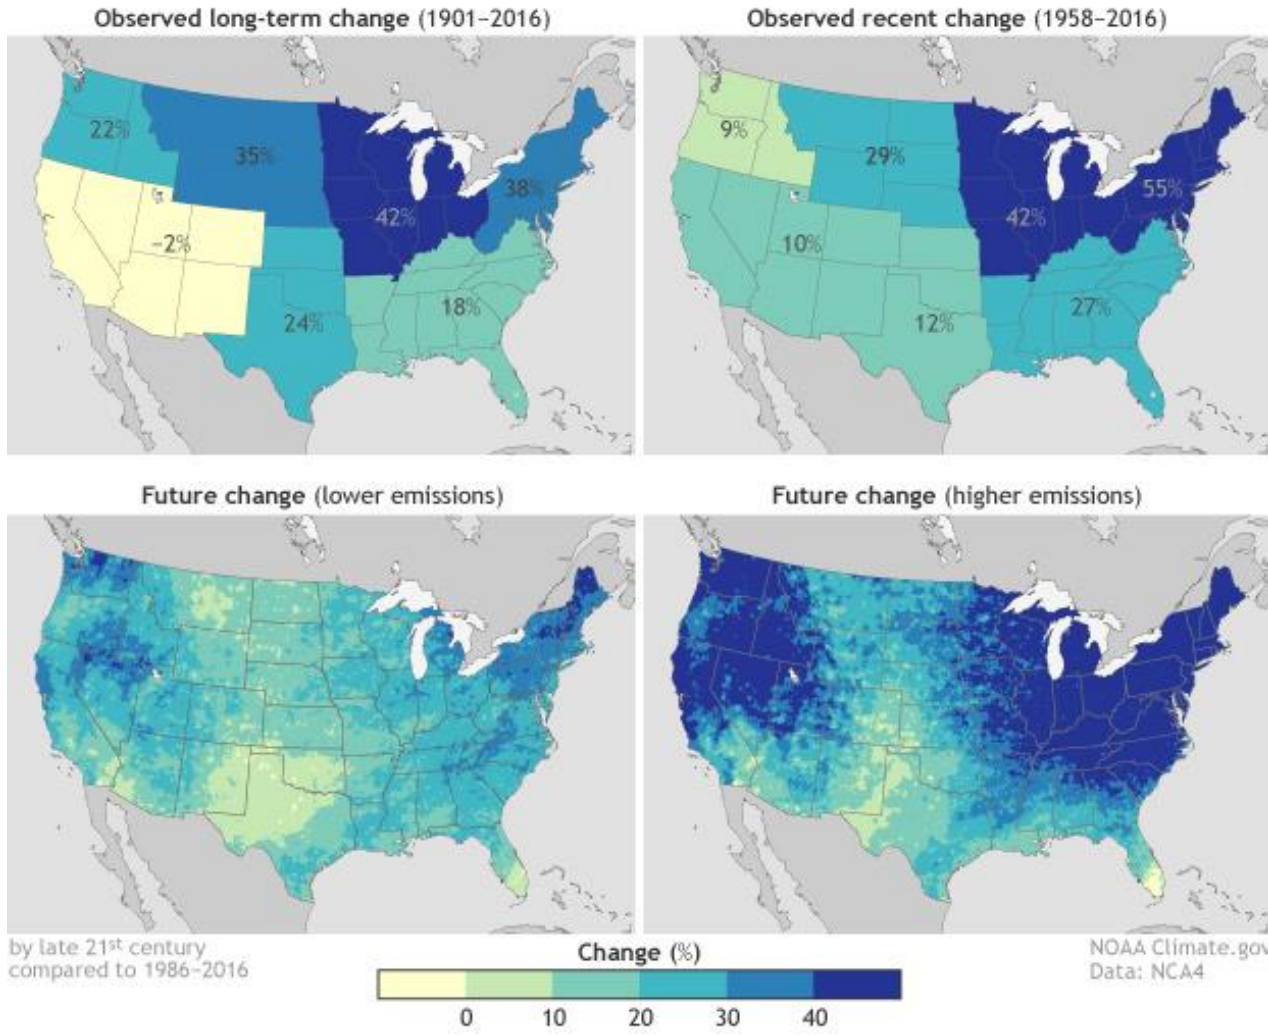 Observed long-term change (1901–2016)
Observed recent change (1958–2016)
22%
35%
38%
42%
−2%
18%
24%
9%
29%
55%
42%
10%
27%
12%
Future change (lower emissions)
Future change (higher emissions)
by late 21st century
compared to 1986–2016
Change (%)
0 10 20 30 40
NOAA Climate.gov
Data: NCA4